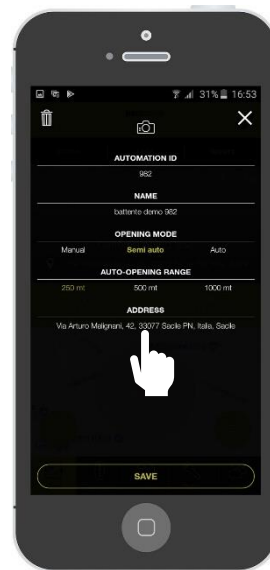 31% 16:53
AUTOMATION ID
982
NAME
battente demo 982
OPENING MODE
Manual Semi auto Auto
AUTO-OPENING RANGE
250 mt 500 mt 1000 mt
ADDRESS
Via Arturo Malignani, 42, 33077 Sacile PN, Italia, Sacile
SAVE